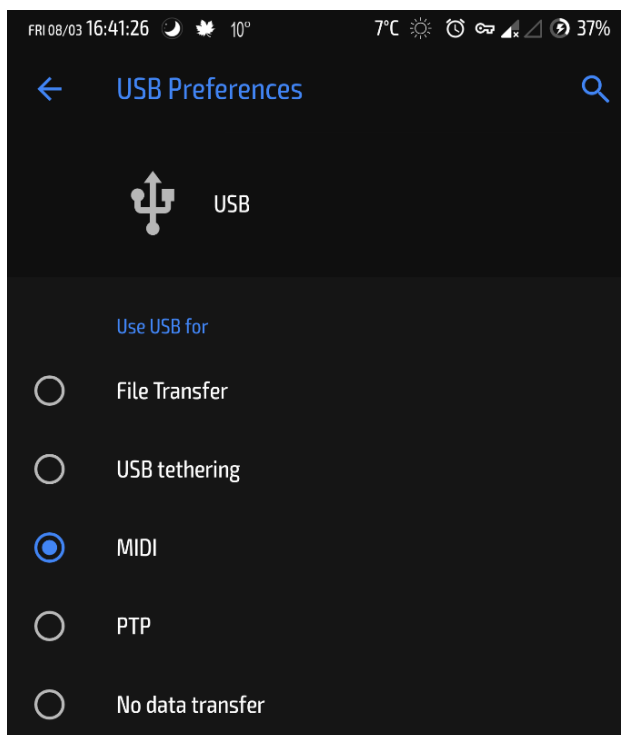 FRI 08/03 16:41:26 10° 7°C 37%
USB Preferences
USB
Use USB for
File Transfer
USB tethering
MIDI
PTP
No data transfer